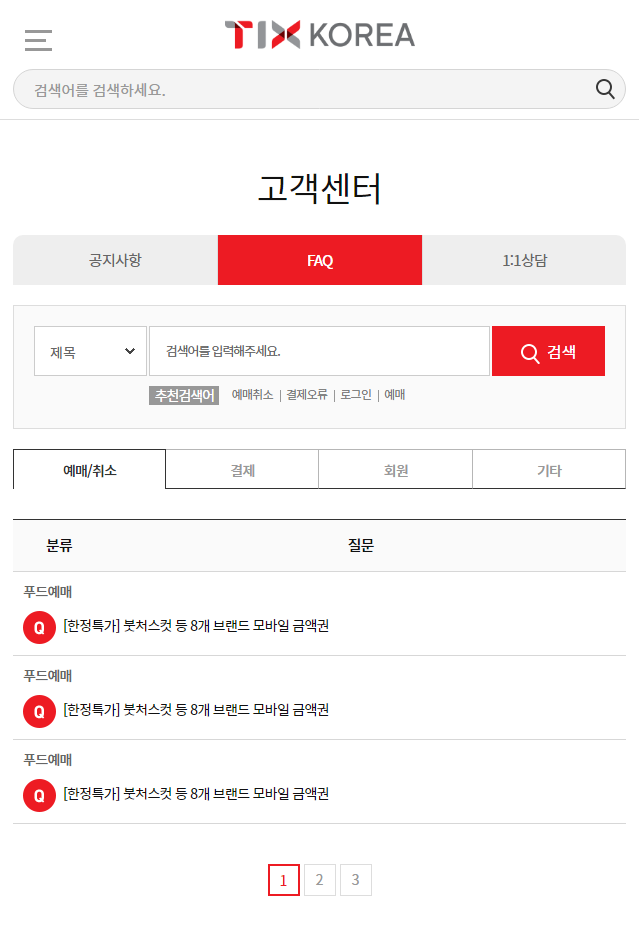 TIX KOREA
검색어를 검색하세요.
고객센터
공지사항 FAQ 1:1상담
제목 검색어를 입력해주세요. 검색
추천검색어 예매취소 | 결제오류 | 로그인 | 예매
예매/취소 결제 회원 기타
분류 질문
푸드예매
Q [한정특가] 붓처스컷 등 8개 브랜드 모바일 금액권
푸드예매
Q [한정특가] 붓처스컷 등 8개 브랜드 모바일 금액권
푸드예매
Q [한정특가] 붓처스컷 등 8개 브랜드 모바일 금액권
1 2 3